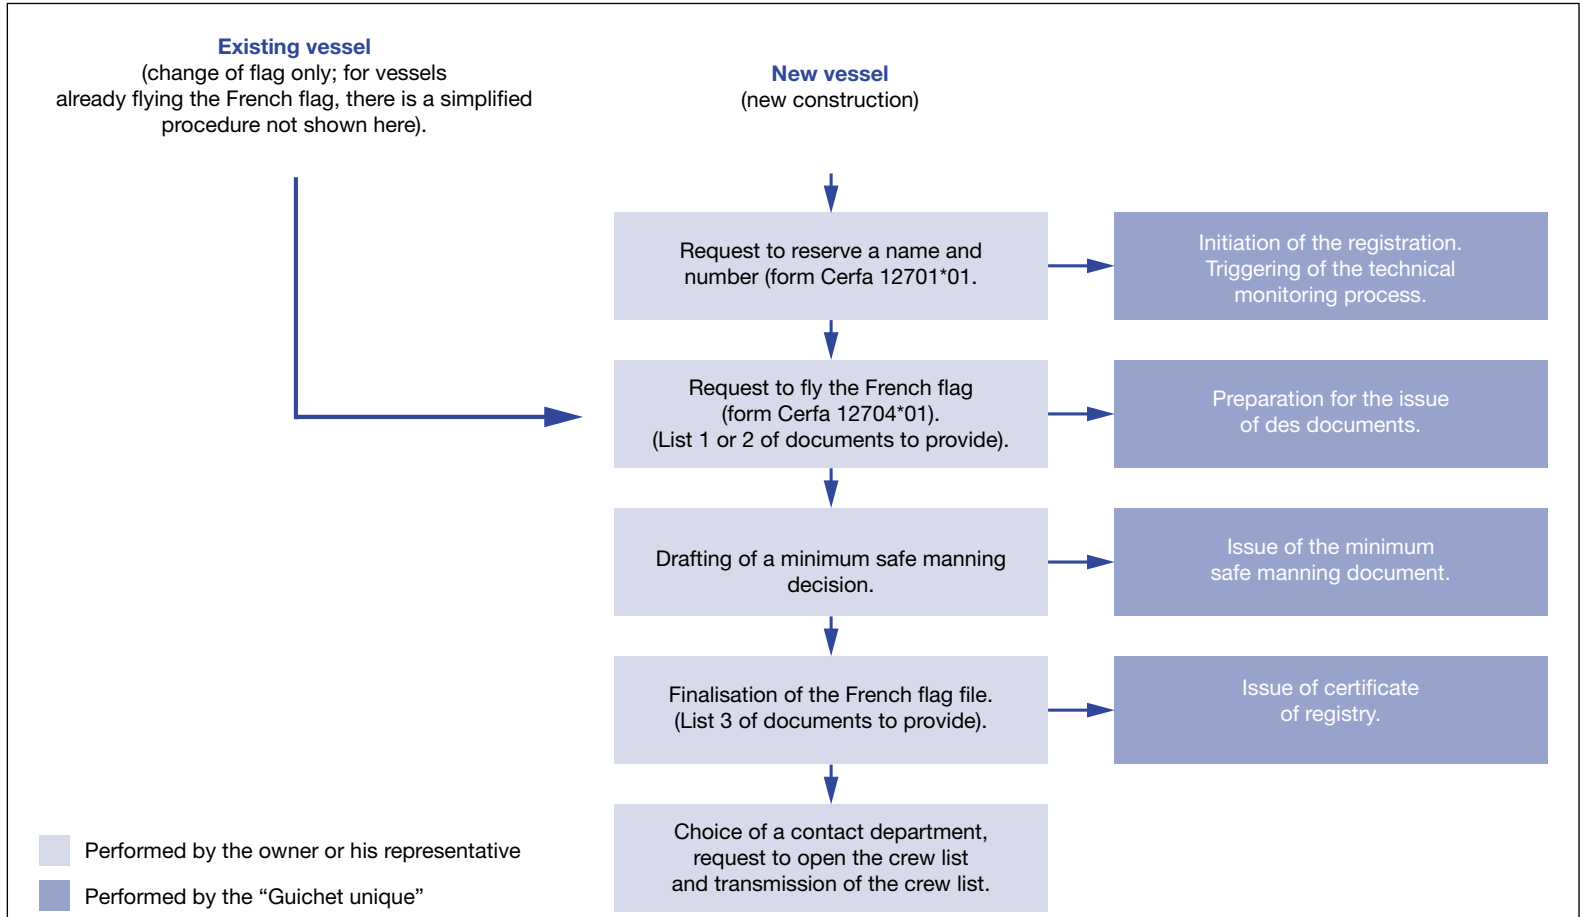 Existing vessel
(change of flag only; for vessels
already flying the French flag, there is a simplified
procedure not shown here).
New vessel
(new construction)
Request to reserve a name and
number (form Cerfa 12701*01.
Initiation of the registration.
Triggering of the technical
monitoring process.
Request to fly the French flag
(form Cerfa 12704*01).
(List 1 or 2 of documents to provide).
Preparation for the issue
of des documents.
Drafting of a minimum safe manning
decision.
Issue of the minimum
safe manning document.
Finalisation of the French flag file.
(List 3 of documents to provide).
Issue of certificate
of registry.
Choice of a contact department,
request to open the crew list
and transmission of the crew list.
Performed by the owner or his representative
Performed by the “Guichet unique”